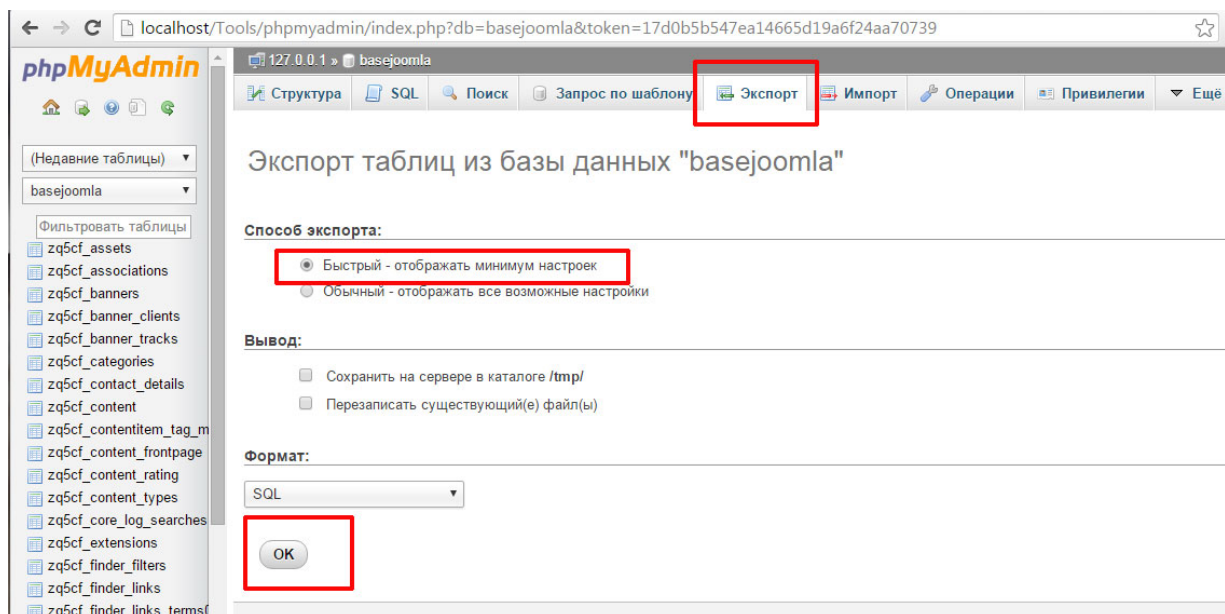 localhost/Tools/phpmyadmin/index.php?db=basejoomla&token=17d0b5b547ea14665d19a6f24aa70739
phpMyAdmin
(Недавние таблицы)
basejoomla
Фильтровать таблицы
zq5cf_assets
zq5cf_associations
zq5cf_banners
zq5cf_banner_clients
zq5cf_banner_tracks
zq5cf_categories
zq5cf_contact_details
zq5cf_content
zq5cf_contentitem_tag_m
zq5cf_content_frontpage
zq5cf_content_rating
zq5cf_content_types
zq5cf_core_log_searches
zq5cf_extensions
zq5cf_finder_filters
zq5cf_finder_links
zq5cf_finder_links_terms
127.0.0.1 » basejoomla
Структура SQL Поиск Запрос по шаблону Экспорт Импорт Операции Привилегии Ещё
Экспорт таблиц из базы данных "basejoomla"
Способ экспорта:
Быстрый - отображать минимум настроек
Обычный - отображать все возможные настройки
Вывод:
Сохранить на сервере в каталоге /tmp/
Перезаписать существующий(е) файл(ы)
Формат:
SQL
OK